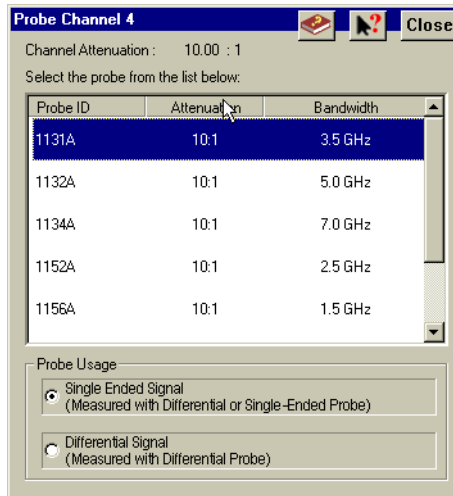 Probe Channel 4
Close
Channel Attenuation : 10.00 : 1
Select the probe from the list below:
Probe ID Attenuation Bandwidth
1131A 10:1 3.5 GHz
1132A 10:1 5.0 GHz
1134A 10:1 7.0 GHz
1152A 10:1 2.5 GHz
1156A 10:1 1.5 GHz
Probe Usage
Single Ended Signal
(Measured with Differential or Single-Ended Probe)
Differential Signal
(Measured with Differential Probe)